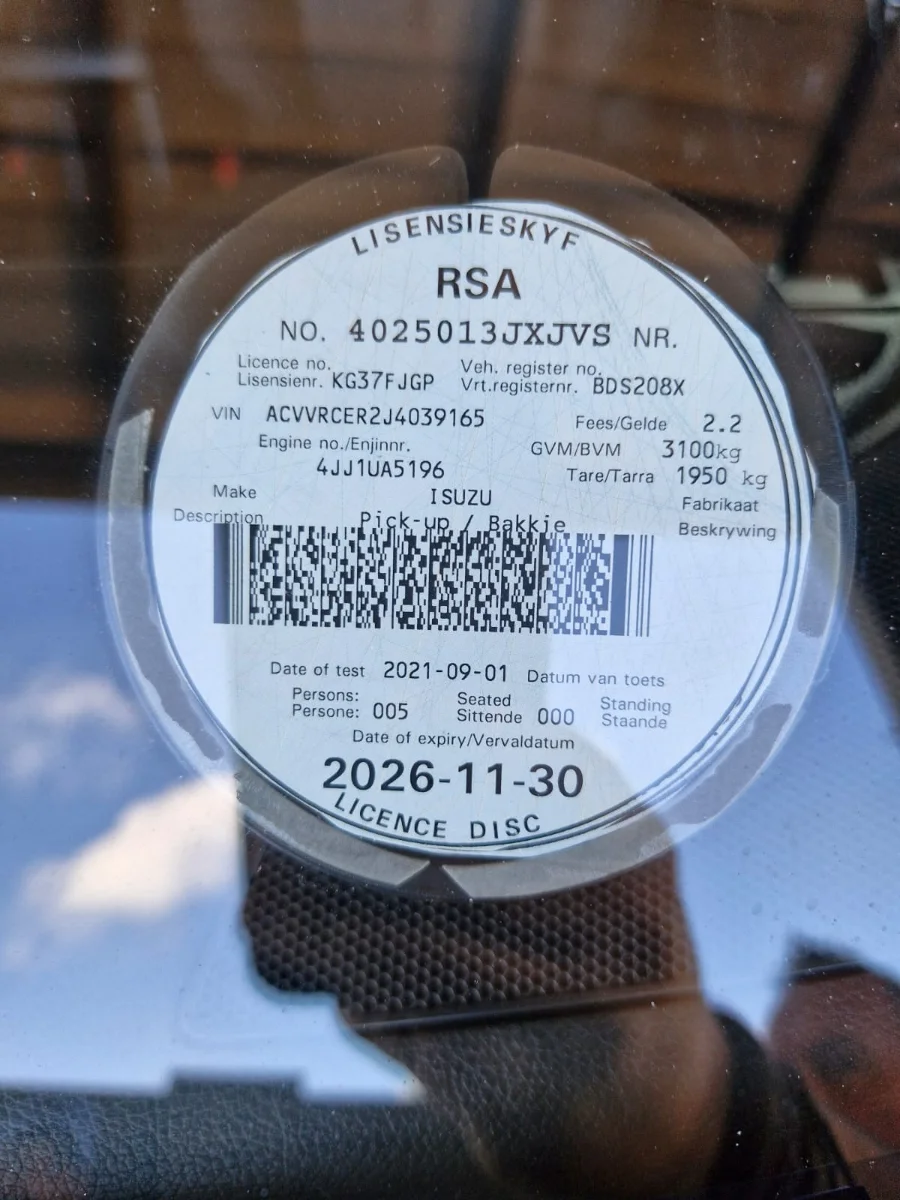 LISENSIESKYF
RSA
NO. 4025013JXJVS NR.
Licence no. Veh. register no.
Lisensienr. KG37FJGP Vrt.registernr. BDS208X
VIN ACVVRCER2J4039165 Fees/Gelde 2.2
Engine no./Enjinnr. GVM/BVM 3100kg
4JJ1UA5196 Tare/Tarra 1950 kg
Make ISUZU Fabrikaat
Description Pick-up / Bakkie Beskrywing
Date of test 2021-09-01 Datum van toets
Persons: Seated Standing
Persone: 005 Sittende 000 Staande
Date of expiry/Vervaldatum
2026-11-30
LICENCE DISC